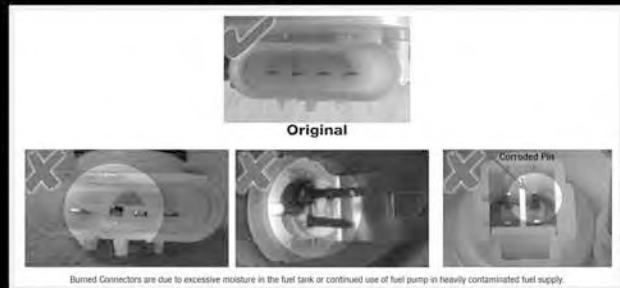 Original
Corroded Pin
Burned Connectors are due to excessive moisture in the fuel tank or continued use of fuel pump in heavily contaminated fuel supply.